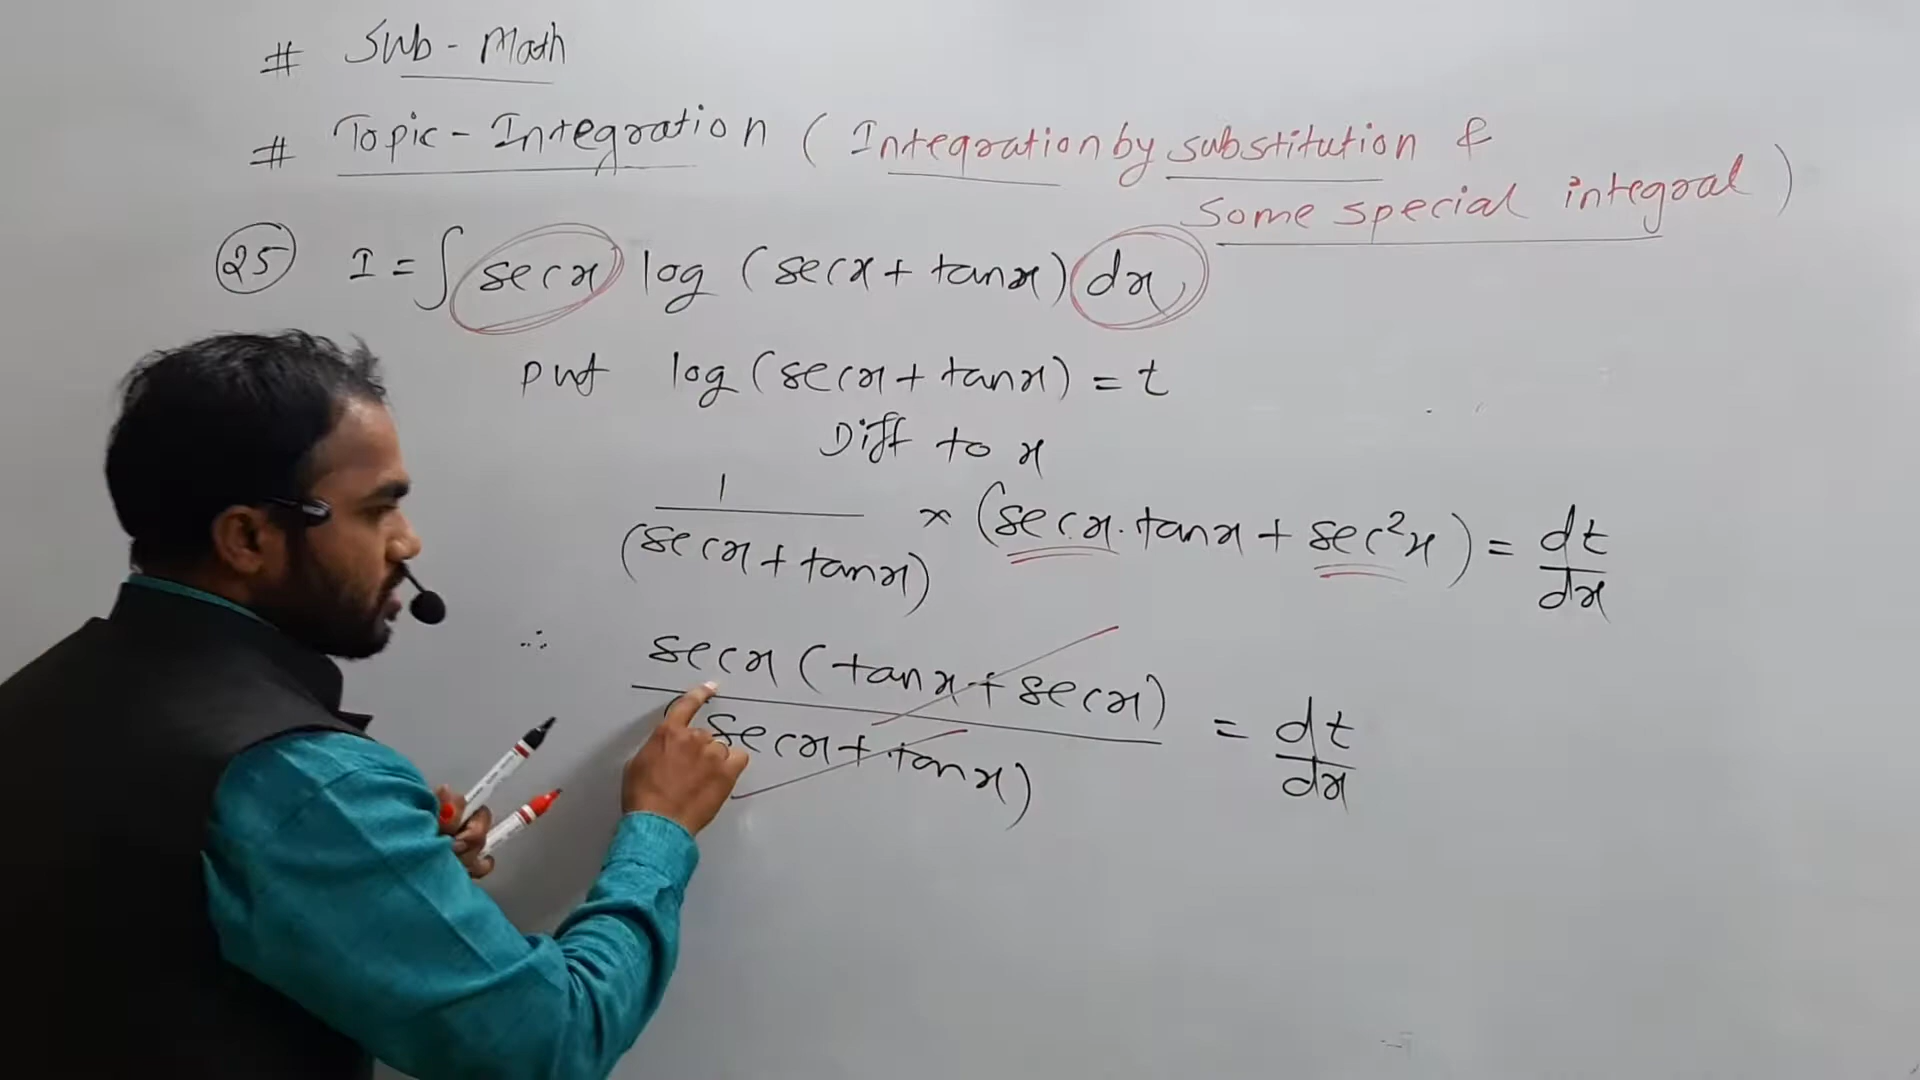 # Sub - Math
# Topic - Integration ( Integration by substitution &
some special integral )
25 I = ∫ secx log (secx + tanx) dx
put log (secx + tanx) = t
Diff to x
1/(secx + tanx) × (secx.tanx + sec²x) = dt/dx
∴ secx (tanx + secx)/(secx + tanx) = dt/dx